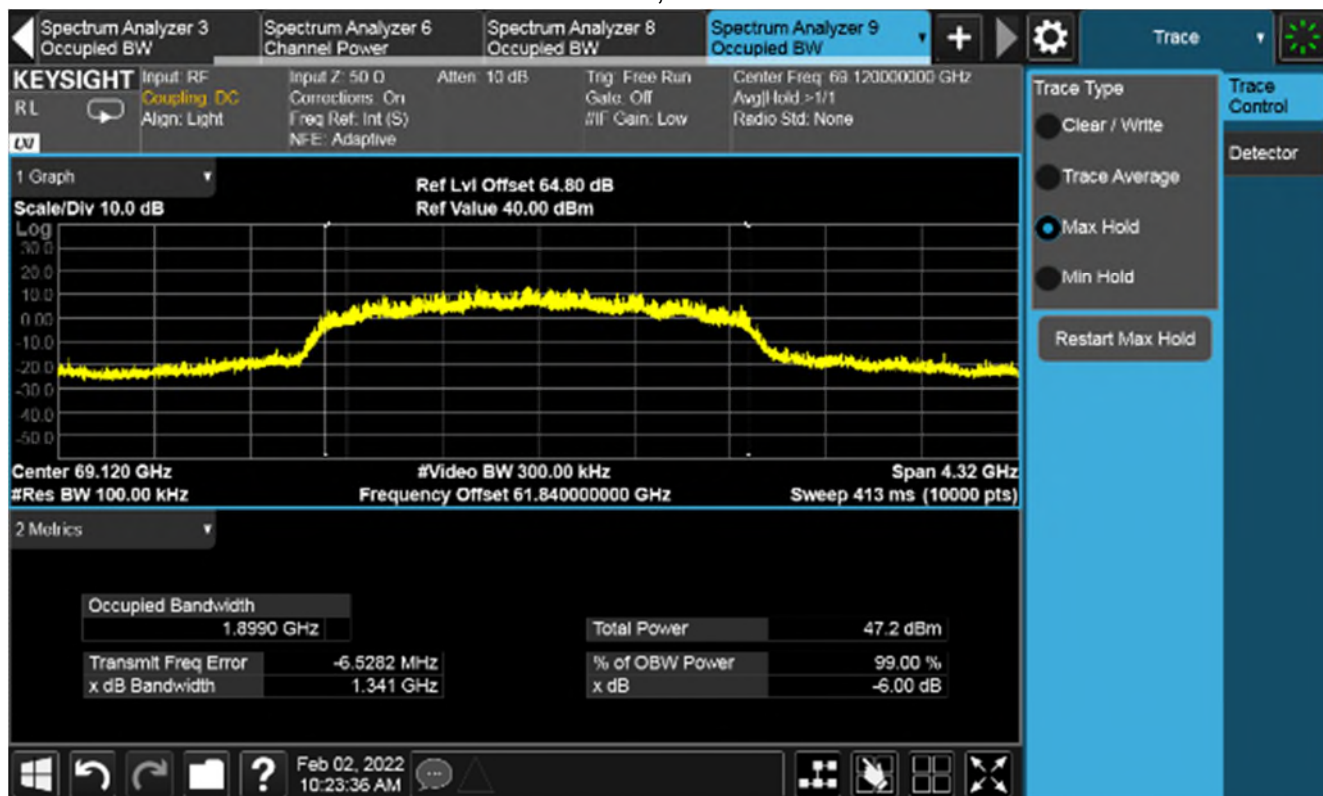 Spectrum Analyzer 3
Occupied BW
Spectrum Analyzer 6
Channel Power
Spectrum Analyzer 8
Occupied BW
Spectrum Analyzer 9
Occupied BW
Trace
KEYSIGHT
RL
LXI
Input: RF
Coupling: DC
Align: Light
Input Z: 50 Ω
Corrections: On
Freq Ref: Int (S)
NFE: Adaptive
Atten: 10 dB
Trig: Free Run
Gate: Off
#IF Gain: Low
Center Freq: 69.120000000 GHz
Avg|Hold:>1/1
Radio Std: None
Trace Type
Clear / Write
Trace Average
Max Hold
Min Hold
Restart Max Hold
Trace
Control
Detector
1 Graph
Scale/Div 10.0 dB
Ref Lvl Offset 64.80 dB
Ref Value 40.00 dBm
Log
30.0
20.0
10.0
0.00
-10.0
-20.0
-30.0
-40.0
-50.0
Center 69.120 GHz
#Video BW 300.00 kHz
Span 4.32 GHz
#Res BW 100.00 kHz
Frequency Offset 61.840000000 GHz
Sweep 413 ms (10000 pts)
2 Metrics
Occupied Bandwidth
1.8990 GHz
Total Power 47.2 dBm
Transmit Freq Error -6.5282 MHz
% of OBW Power 99.00 %
x dB Bandwidth 1.341 GHz
x dB -6.00 dB
?
Feb 02, 2022
10:23:36 AM